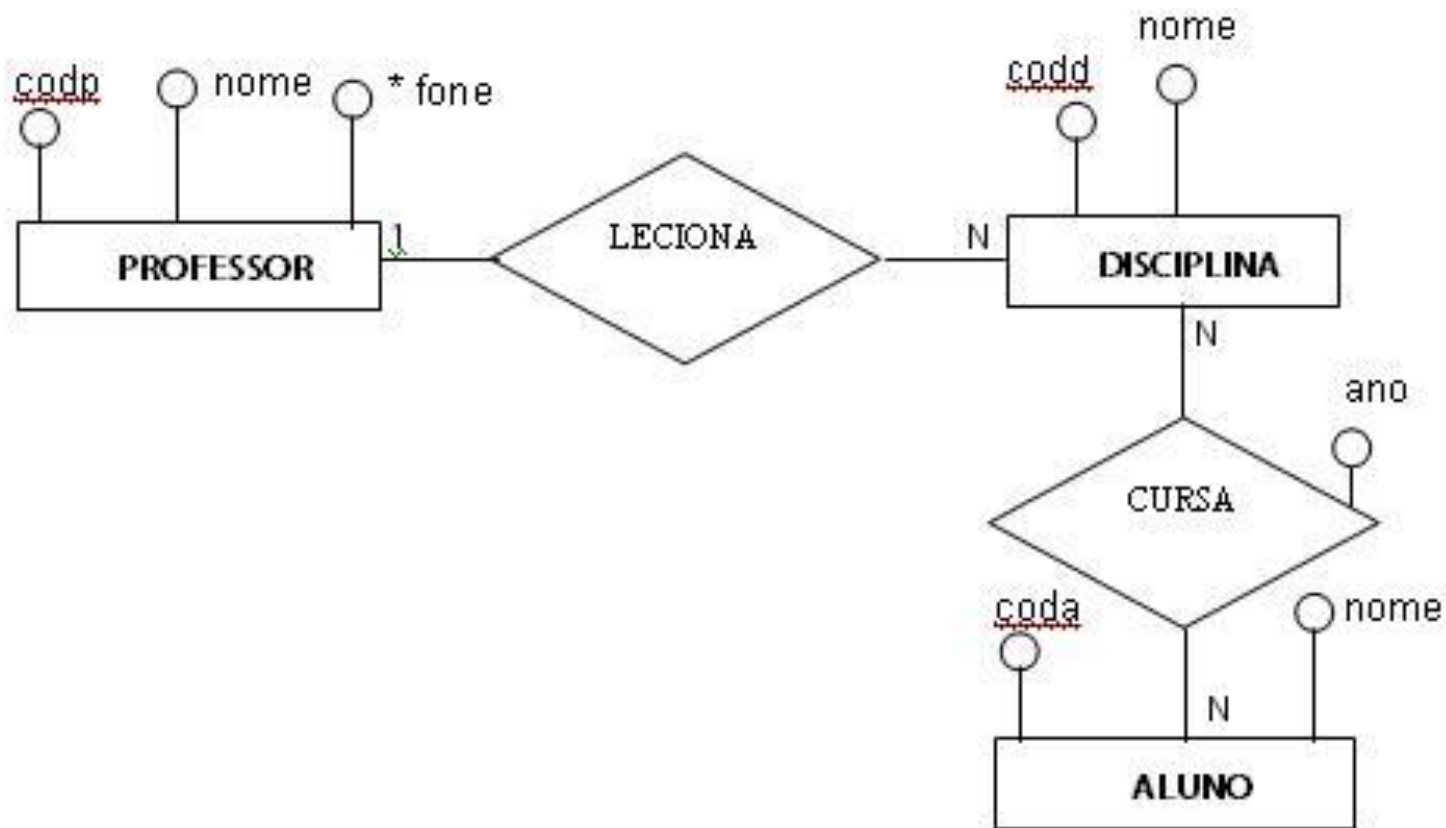 codp
nome
* fone
codd
nome
PROFESSOR
1
LECIONA
N
DISCIPLINA
N
ano
CURSA
coda
nome
N
ALUNO